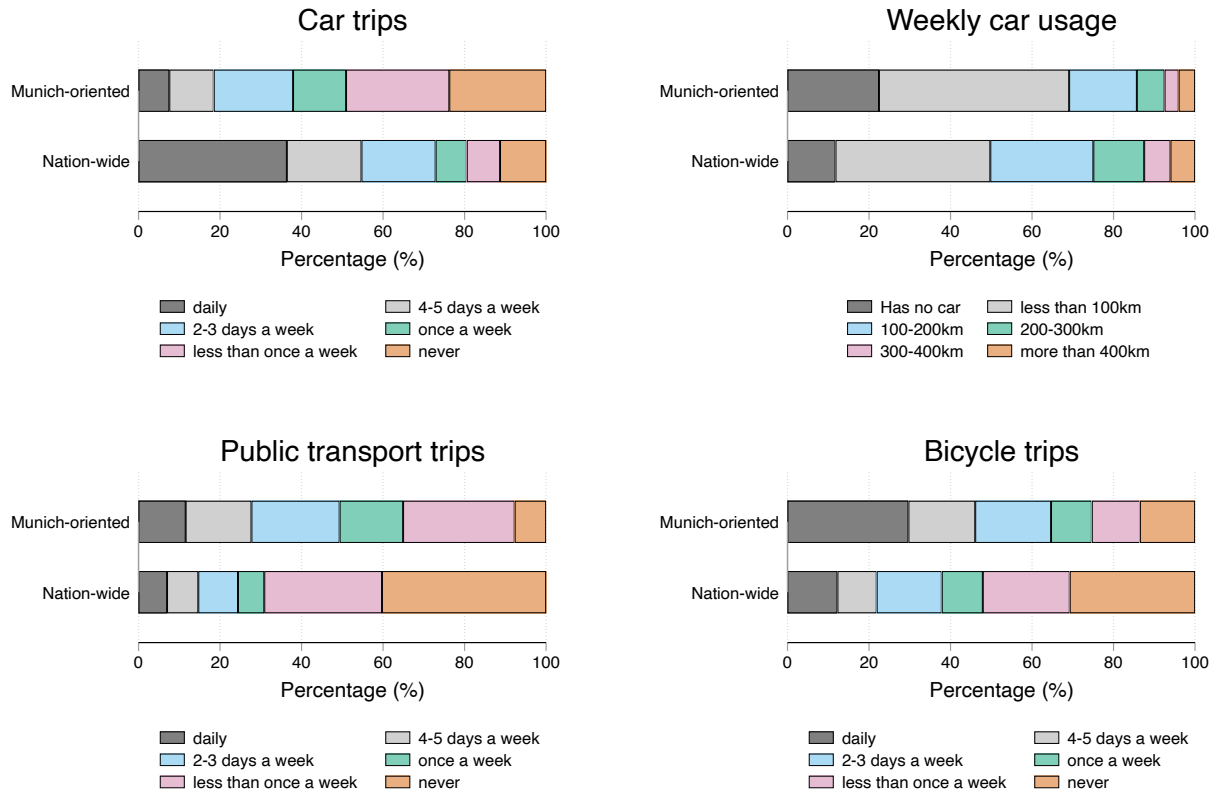 Car trips
Munich-oriented
Nation-wide
0 20 40 60 80 100
Percentage (%)
daily 4-5 days a week
2-3 days a week once a week
less than once a week never
Weekly car usage
Munich-oriented
Nation-wide
0 20 40 60 80 100
Percentage (%)
Has no car less than 100km
100-200km 200-300km
300-400km more than 400km
Public transport trips
Munich-oriented
Nation-wide
0 20 40 60 80 100
Percentage (%)
daily 4-5 days a week
2-3 days a week once a week
less than once a week never
Bicycle trips
Munich-oriented
Nation-wide
0 20 40 60 80 100
Percentage (%)
daily 4-5 days a week
2-3 days a week once a week
less than once a week never